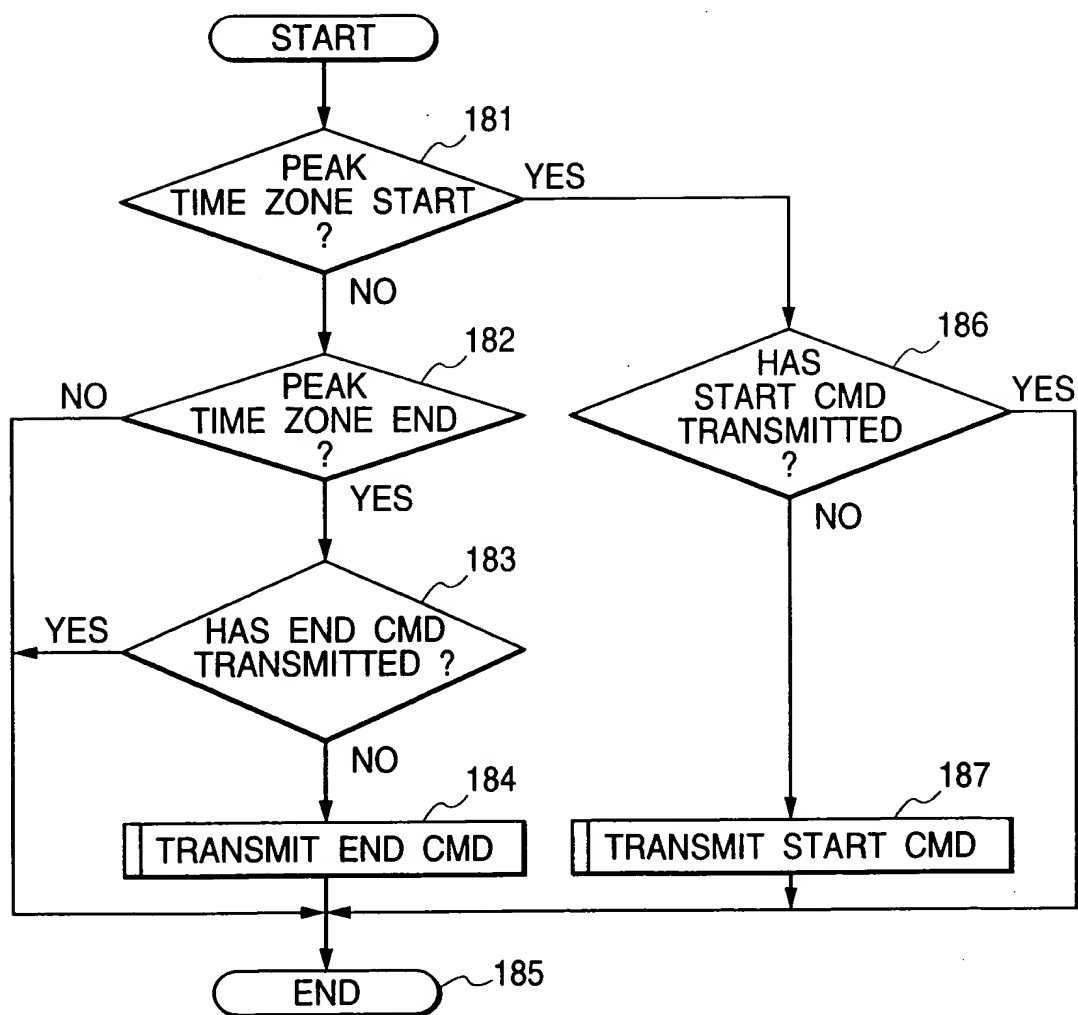 START
181
PEAK
TIME ZONE START
?
YES
NO
182
PEAK
TIME ZONE END
?
NO
YES
183
HAS END CMD
TRANSMITTED ?
YES
NO
184
TRANSMIT END CMD
186
HAS
START CMD
TRANSMITTED
?
YES
NO
187
TRANSMIT START CMD
END
185